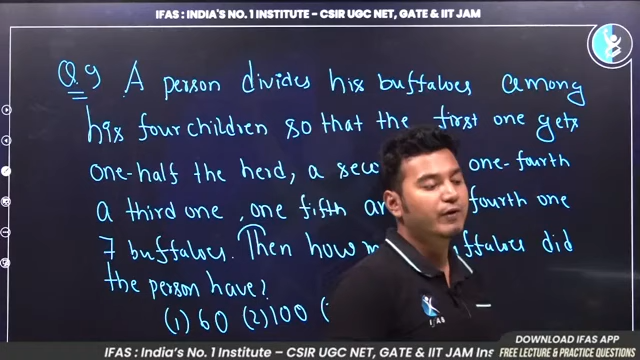 IFAS : INDIA'S NO. 1 INSTITUTE – CSIR UGC NET, GATE & IIT JAM
Q 9 A person divides his buffaloes among
his four children so that the first one gets
one-half the herd, a one-fourth
a third one, one fifth fourth one
7 buffaloes. Then how did
the person have?
(1) 60 (2) 100
IFAS
DOWNLOAD IFAS APP
IFAS : India's No. 1 Institute – CSIR UGC NET, GATE & IIT JAM Ins
FREE LECTURE & PRACTICE QUESTIONS